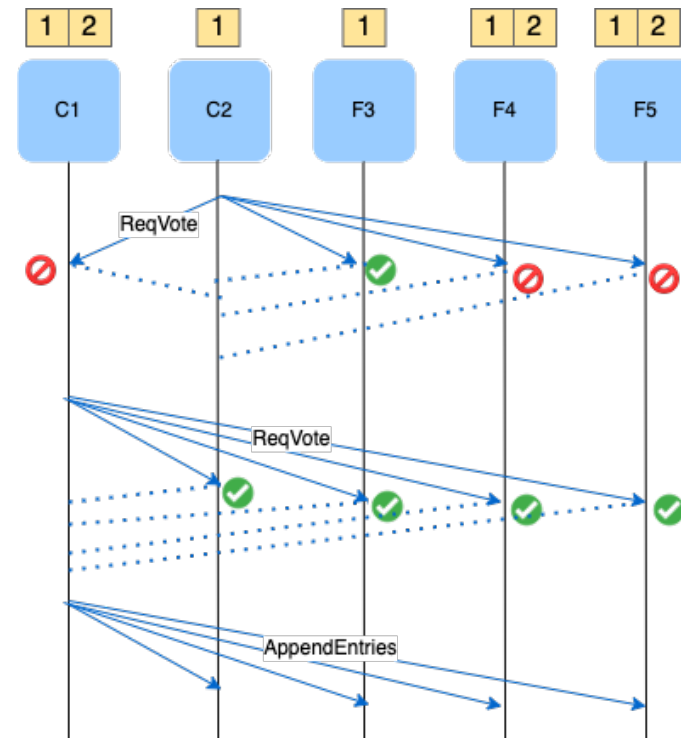 1 2 1 1 1 2 1 2
C1 C2 F3 F4 F5
ReqVote
ReqVote
AppendEntries